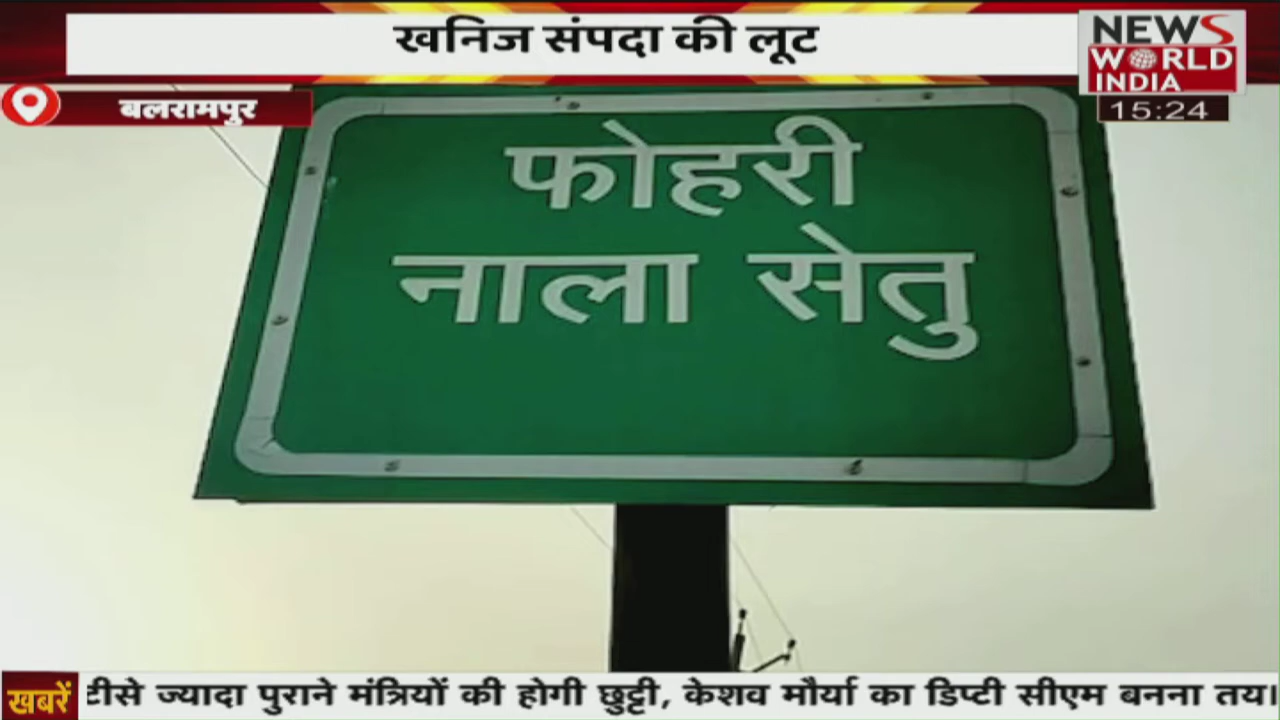 खनिज संपदा की लूट
NEWS
WORLD
INDIA
15:24
बलरामपुर
फोहरी
नाला सेतु
खबरें
टीसे ज्यादा पुराने मंत्रियों की होगी छुट्टी, केशव मौर्या का डिप्टी सीएम बनना तय।